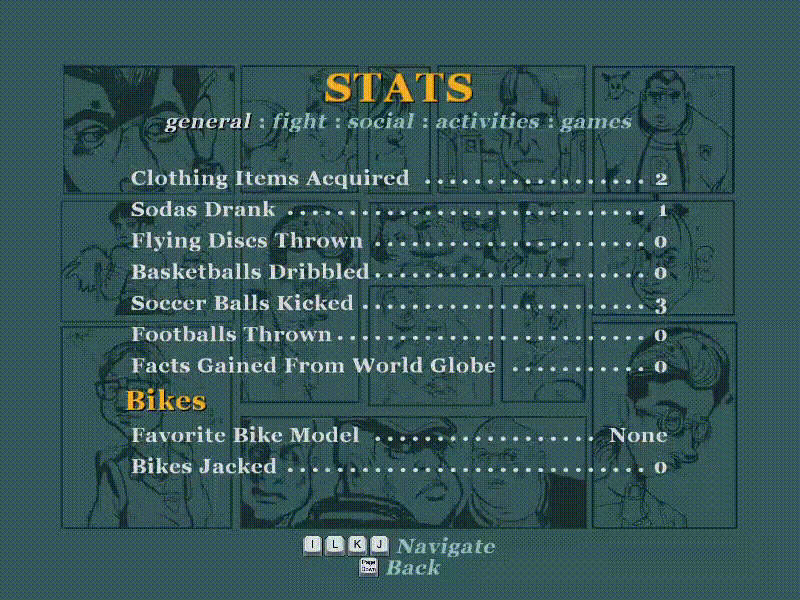 STATS
general : fight : social : activities : games
Clothing Items Acquired .................. 2
Sodas Drank ............................. 1
Flying Discs Thrown ...................... 0
Basketballs Dribbled ...................... 0
Soccer Balls Kicked ....................... 3
Footballs Thrown ......................... 0
Facts Gained From World Globe ........... 0
Bikes
Favorite Bike Model .................. None
Bikes Jacked ............................. 0
I L K J Navigate
Page Down Back